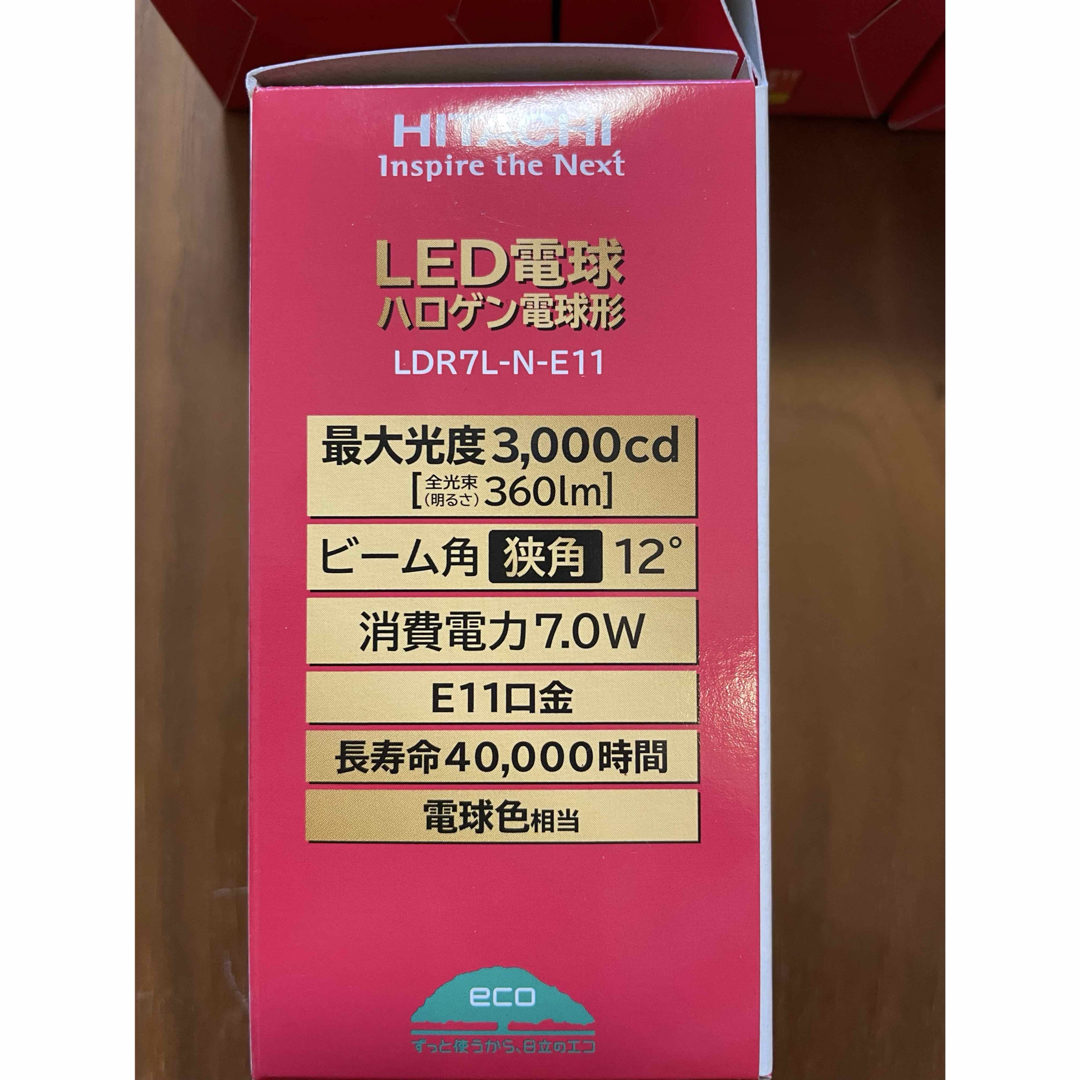 HITACHI
Inspire the Next
LED電球
ハロゲン電球形
LDR7L-N-E11
最大光度3,000cd
[全光束(明るさ)360lm]
ビーム角 狭角 12°
消費電力7.0W
E11口金
長寿命40,000時間
電球色相当
eco
ずっと使うから、日立のエコ